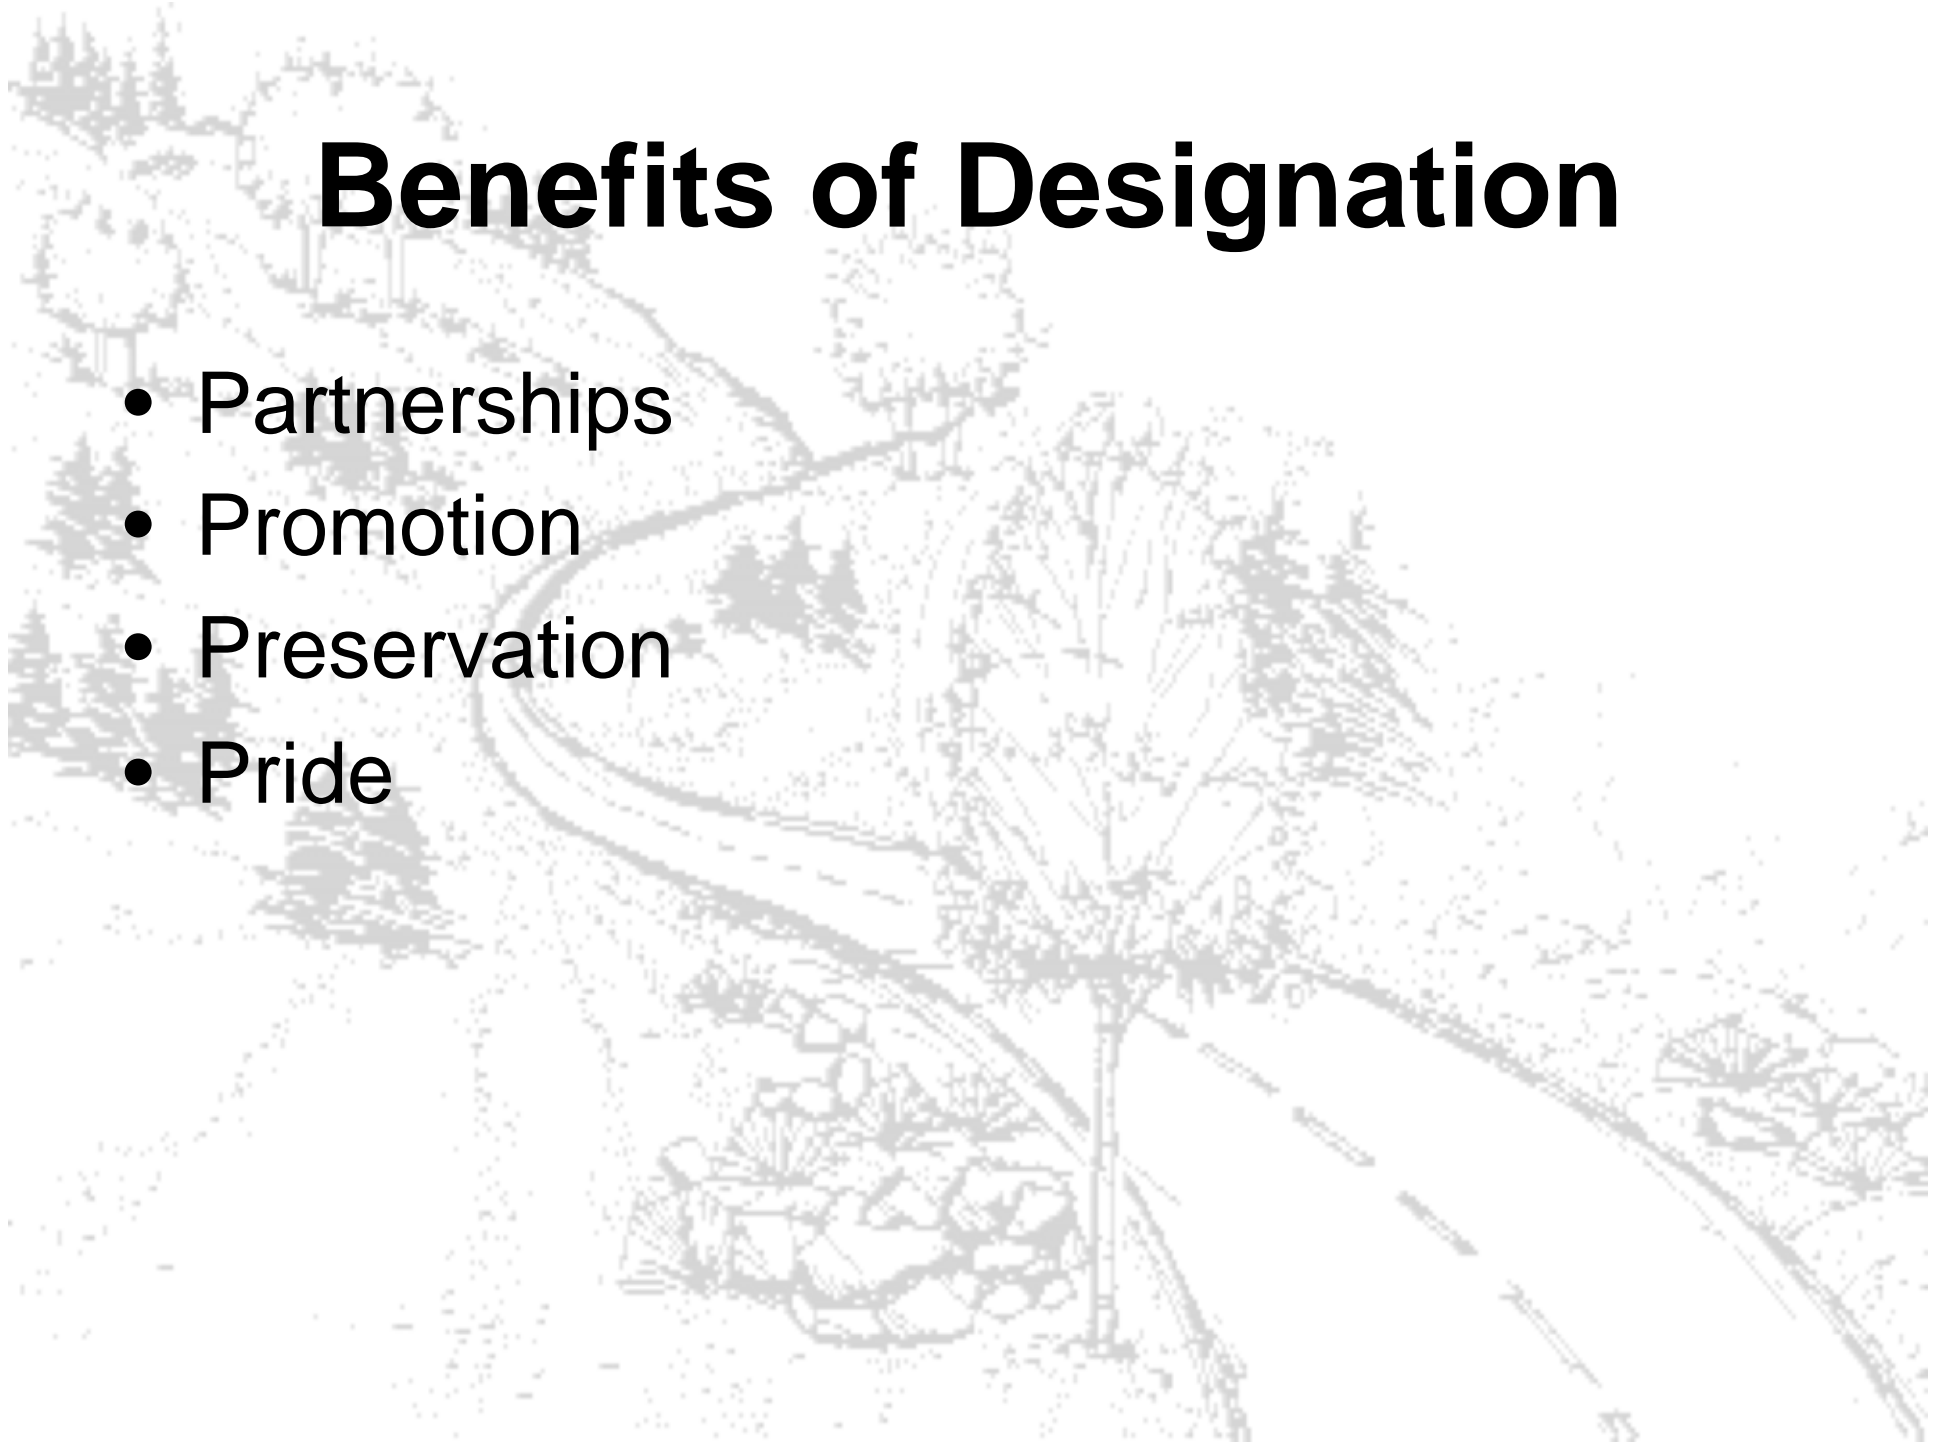 Benefits of Designation
• Partnerships
• Promotion
• Preservation
• Pride